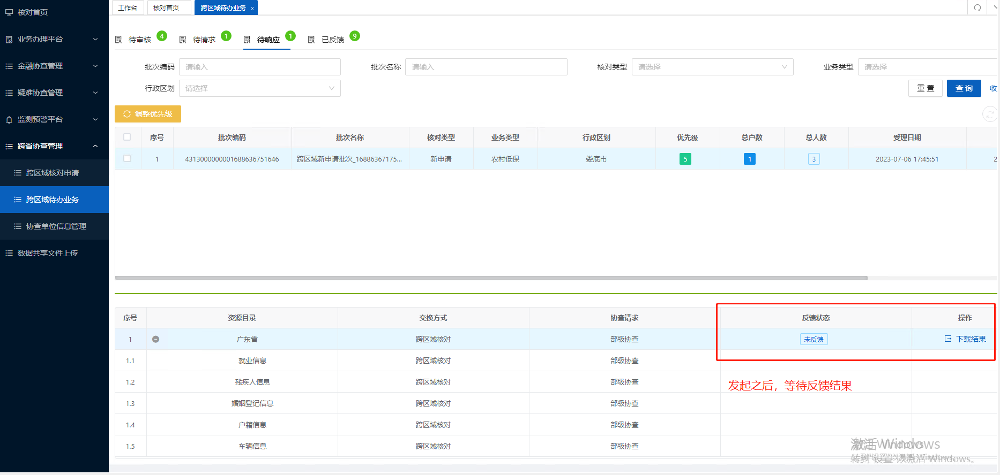 核对首页
业务办理平台
金融协查管理
疑难协查管理
监测预警平台
跨省协查管理
跨区域核对申请
跨区域待办业务
协查单位信息管理
数据共享文件上传
工作台 核对首页 跨区域待办业务 x
待审核 4 待请求 1 待响应 1 已反馈 9
批次编码 请输入 批次名称 请输入 核对类型 请选择 业务类型 请选择
行政区划 请选择 重 置 查 询 收
调整优先级
序号 批次编码 批次名称 核对类型 业务类型 行政区划 优先级 总户数 总人数 受理日期
1 4313000000001688636751646 跨区域新申请批次_16886367175... 新申请 农村低保 娄底市 5 1 3 2023-07-06 17:45:51 2
序号 资源目录 交换方式 协查请求 反馈状态 操作
1 广东省 跨区域核对 部级协查 未反馈 下载结果
1.1 就业信息 跨区域核对 部级协查
1.2 残疾人信息 跨区域核对 部级协查
发起之后，等待反馈结果
1.3 婚姻登记信息 跨区域核对 部级协查
1.4 户籍信息 跨区域核对 部级协查
1.5 车辆信息 跨区域核对 部级协查
激活 Windows
转到"设置"以激活 Windows。